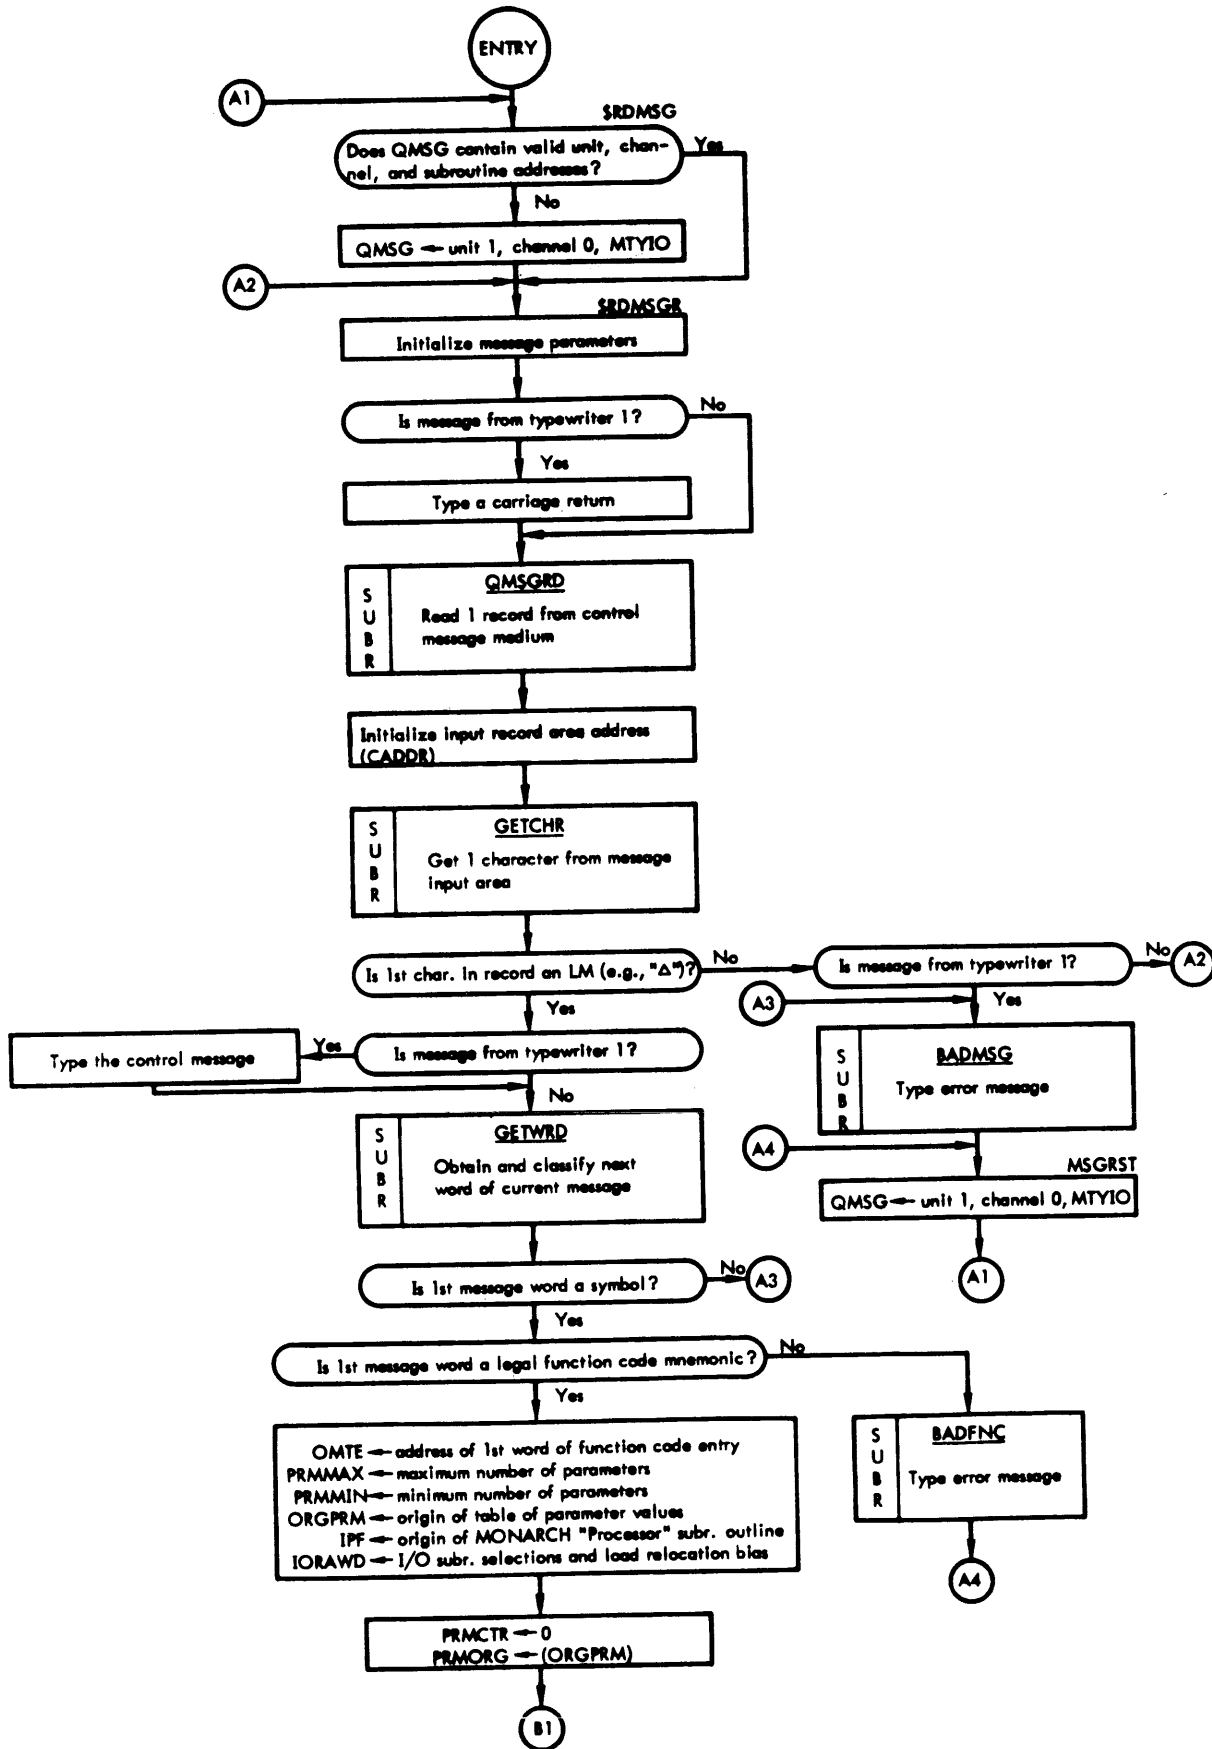 ENTRY
A1
$RDMSG
Does QMSG contain valid unit, chan-
nel, and subroutine addresses?
Yes
No
QMSG ← unit 1, channel 0, MTYIO
A2
$RDMSGR
Initialize message parameters
Is message from typewriter 1?
No
Yes
Type a carriage return
SUBR
QMSGRD
Read 1 record from control
message medium
Initialize input record area address
(CADDR)
SUBR
GETCHR
Get 1 character from message
input area
Is 1st char. in record an LM (e.g., "Δ")?
No
Is message from typewriter 1?
No
A2
Yes
A3
Yes
Type the control message
Yes
Is message from typewriter 1?
No
SUBR
BADMSG
Type error message
SUBR
GETWRD
Obtain and classify next
word of current message
A4
MSGRST
QMSG ← unit 1, channel 0, MTYIO
A1
Is 1st message word a symbol?
No
A3
Yes
Is 1st message word a legal function code mnemonic?
No
Yes
OMTE ← address of 1st word of function code entry
PRMMAX ← maximum number of parameters
PRMMIN ← minimum number of parameters
ORGPRM ← origin of table of parameter values
IPF ← origin of MONARCH "Processor" subr. outline
IORAWD ← I/O subr. selections and load relocation bias
SUBR
BADFNC
Type error message
A4
PRMCTR ← 0
PRMORG ← (ORGPRM)
B1